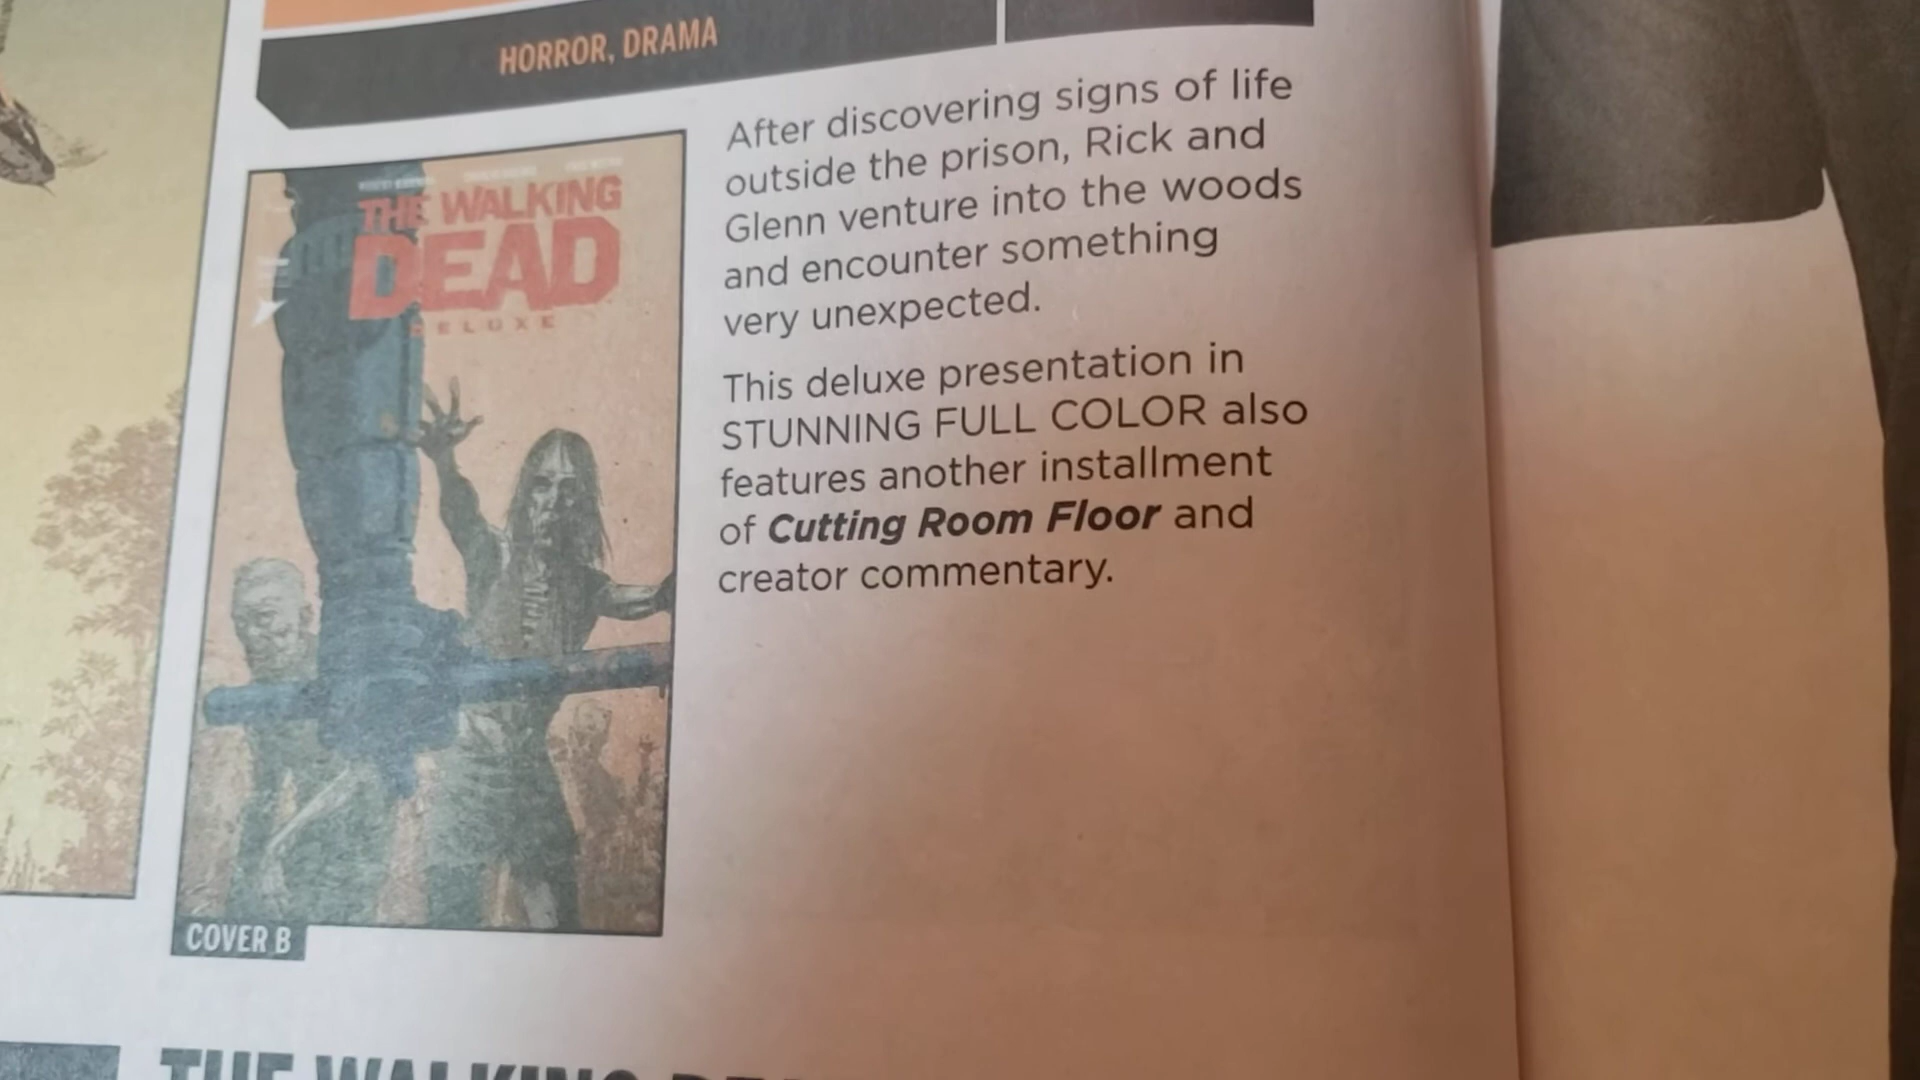 HORROR, DRAMA
THE WALKING
DEAD
DELUXE
COVER B
After discovering signs of life
outside the prison, Rick and
Glenn venture into the woods
and encounter something
very unexpected.
This deluxe presentation in
STUNNING FULL COLOR also
features another installment
of Cutting Room Floor and
creator commentary.
THE WALKING